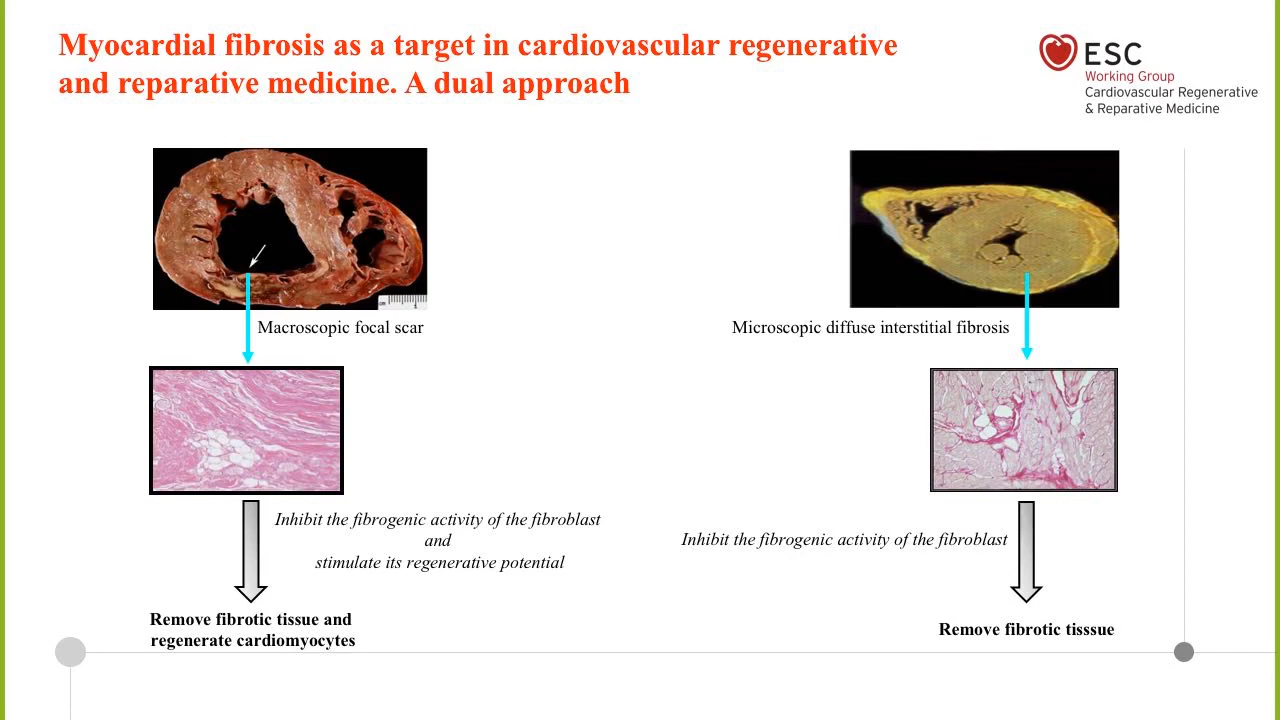 Myocardial fibrosis as a target in cardiovascular regenerative
and reparative medicine. A dual approach
ESC
Working Group
Cardiovascular Regenerative
& Reparative Medicine
Macroscopic focal scar
Microscopic diffuse interstitial fibrosis
Inhibit the fibrogenic activity of the fibroblast
and
stimulate its regenerative potential
Inhibit the fibrogenic activity of the fibroblast
Remove fibrotic tissue and
regenerate cardiomyocytes
Remove fibrotic tisssue